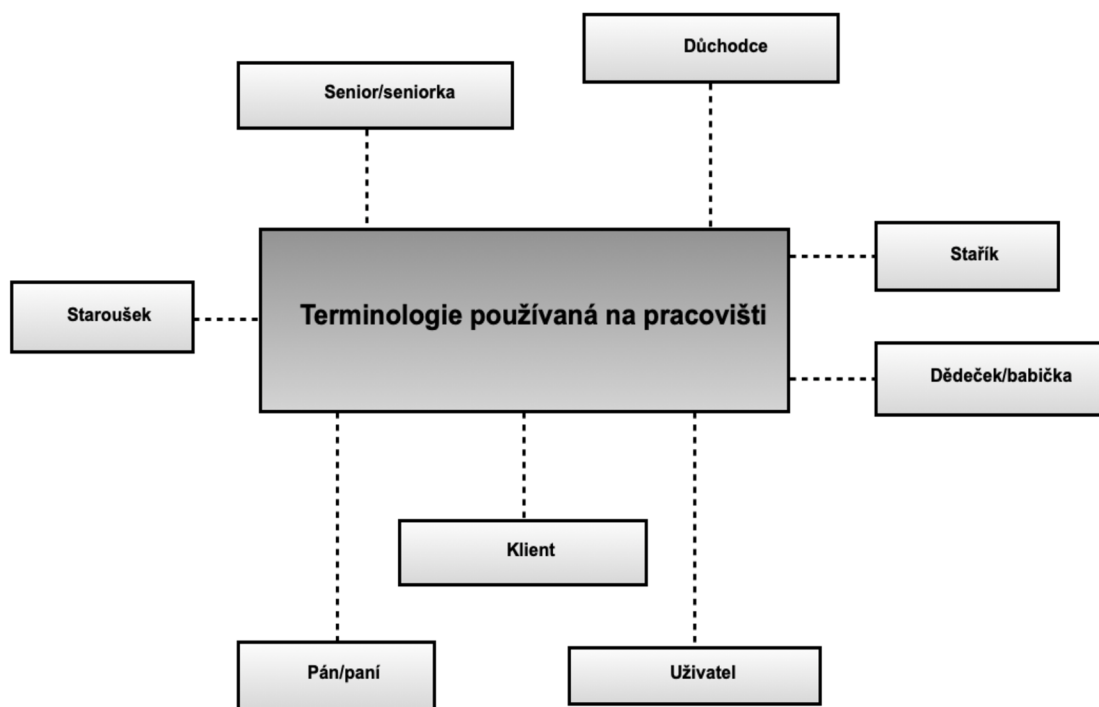 Důchodce
Senior/seniorka
Stařík
Staroušek
Terminologie používaná na pracovišti
Dědeček/babička
Klient
Pán/paní
Uživatel